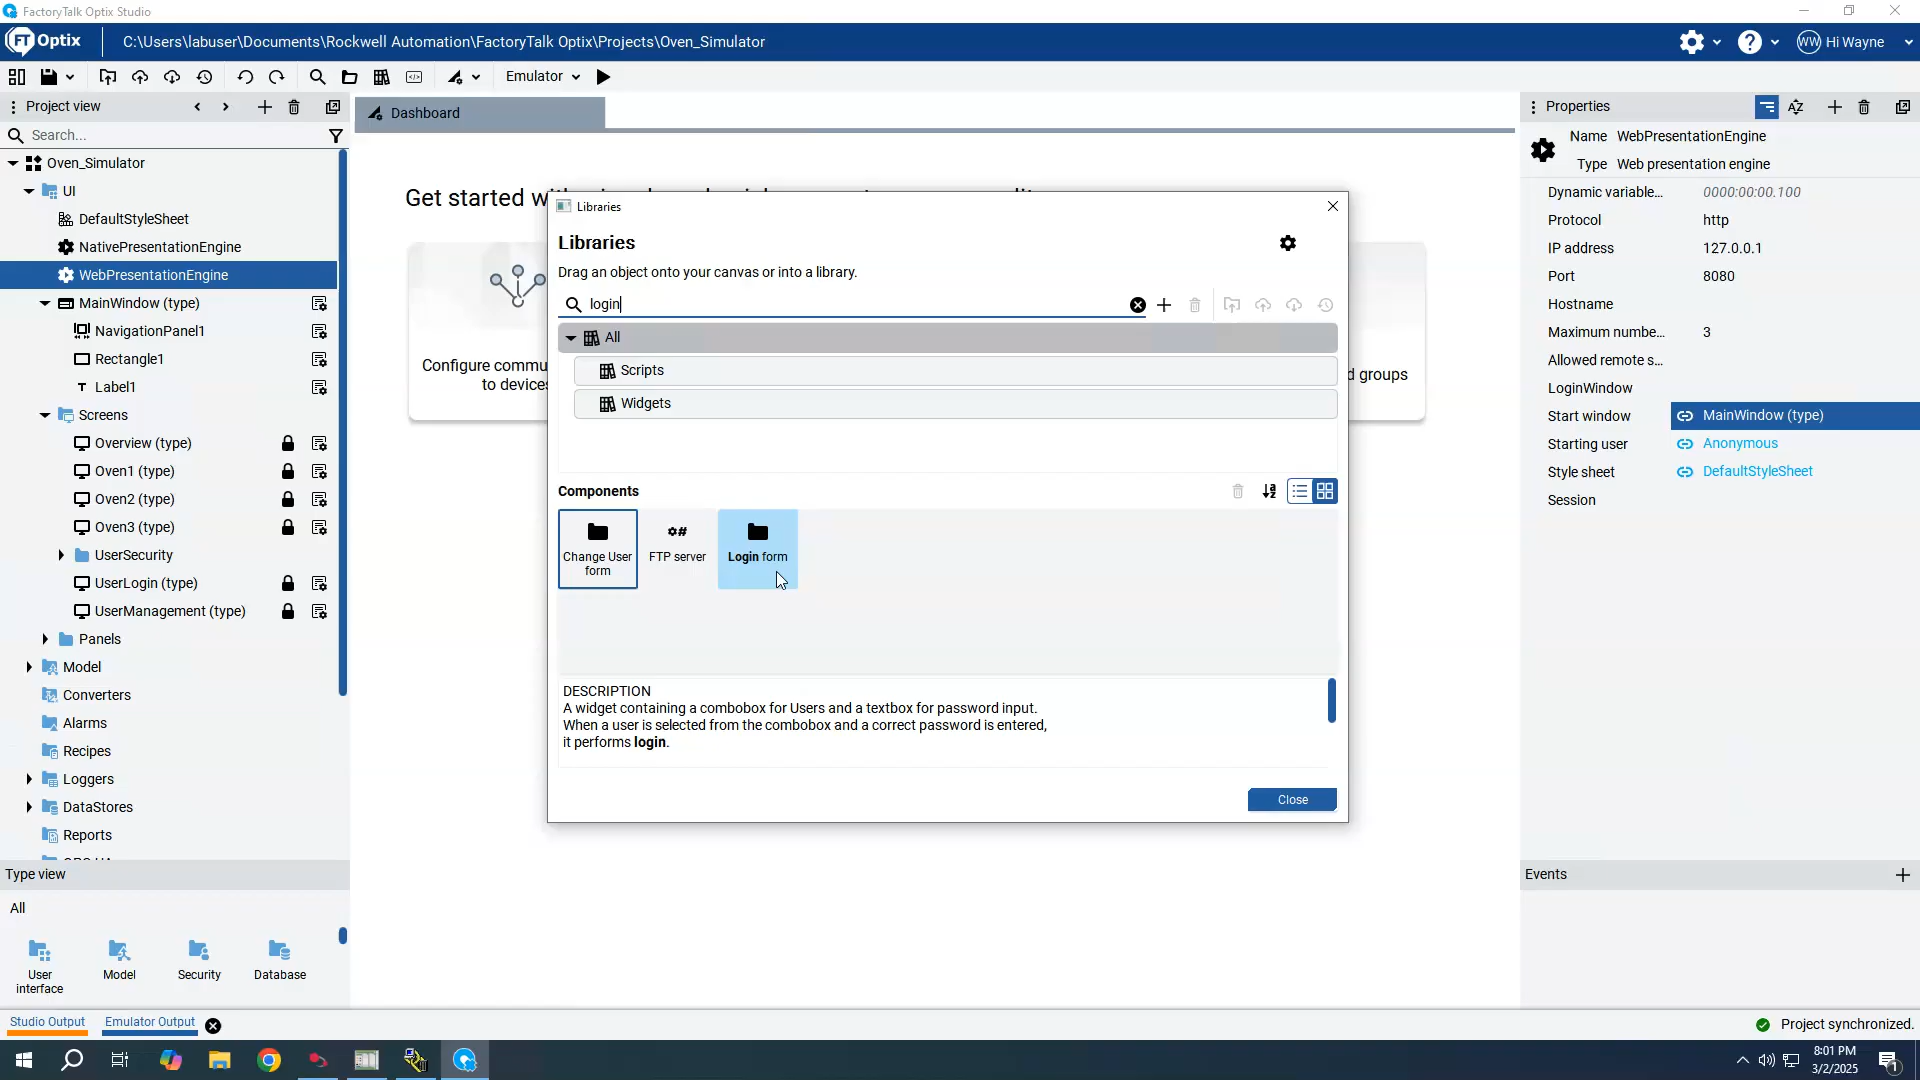 FactoryTalk Optix Studio
FT Optix
C:\Users\labuser\Documents\Rockwell Automation\FactoryTalk Optix\Projects\Oven_Simulator
WW Hi Wayne
Emulator
Project view
Search...
Oven_Simulator
UI
DefaultStyleSheet
NativePresentationEngine
WebPresentationEngine
MainWindow (type)
NavigationPanel1
Rectangle1
Label1
Screens
Overview (type)
Oven1 (type)
Oven2 (type)
Oven3 (type)
UserSecurity
UserLogin (type)
UserManagement (type)
Panels
Model
Converters
Alarms
Recipes
Loggers
DataStores
Reports
Type view
All
User interface
Model
Security
Database
Dashboard
Get started
Configure
to devices
d groups
Libraries
Libraries
Drag an object onto your canvas or into a library.
login
All
Scripts
Widgets
Components
Change User form
FTP server
Login form
DESCRIPTION
A widget containing a combobox for Users and a textbox for password input.
When a user is selected from the combobox and a correct password is entered,
it performs login.
Close
Properties
Name WebPresentationEngine
Type Web presentation engine
Dynamic variable... 0000:00:00.100
Protocol http
IP address 127.0.0.1
Port 8080
Hostname
Maximum numbe... 3
Allowed remote s...
LoginWindow
Start window MainWindow (type)
Starting user Anonymous
Style sheet DefaultStyleSheet
Session
Events
Studio Output
Emulator Output
Project synchronized.
8:01 PM
3/2/2025
1